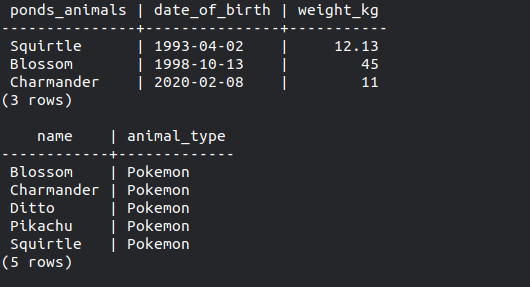 ponds_animals | date_of_birth | weight_kg
---------------+---------------+-----------
 Squirtle      | 1993-04-02    |     12.13
 Blossom       | 1998-10-13    |        45
 Charmander    | 2020-02-08    |        11
(3 rows)

    name    | animal_type
------------+-------------
 Blossom    | Pokemon
 Charmander | Pokemon
 Ditto      | Pokemon
 Pikachu    | Pokemon
 Squirtle   | Pokemon
(5 rows)